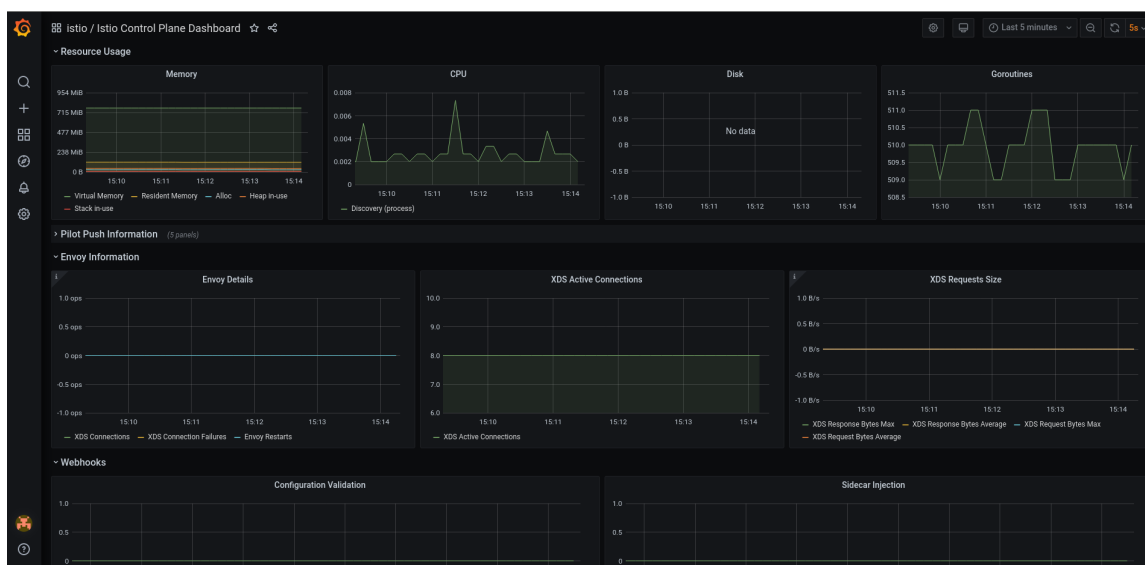 istio / Istio Control Plane Dashboard
Last 5 minutes
5s
Resource Usage
Memory
954 MiB
715 MiB
477 MiB
238 MiB
0 B
15:10 15:11 15:12 15:13 15:14
Virtual Memory Resident Memory Alloc Heap in-use
Stack in-use
CPU
0.008
0.006
0.004
0.002
0
15:10 15:11 15:12 15:13 15:14
Discovery (process)
Disk
1.0 B
0.5 B
0 B
-0.5 B
-1.0 B
No data
15:10 15:11 15:12 15:13 15:14
Goroutines
511.5
511.0
510.5
510.0
509.5
509.0
508.5
15:10 15:11 15:12 15:13 15:14
Pilot Push Information (5 panels)
Envoy Information
i
Envoy Details
1.0 ops
0.5 ops
0 ops
-0.5 ops
-1.0 ops
15:10 15:11 15:12 15:13 15:14
XDS Connections XDS Connection Failures Envoy Restarts
XDS Active Connections
10.0
9.0
8.0
7.0
6.0
15:10 15:11 15:12 15:13 15:14
XDS Active Connections
i
XDS Requests Size
1.0 B/s
0.5 B/s
0 B/s
-0.5 B/s
-1.0 B/s
15:10 15:11 15:12 15:13 15:14
XDS Response Bytes Max XDS Response Bytes Average XDS Request Bytes Max
XDS Request Bytes Average
Webhooks
Configuration Validation
1.0
0.5
0
Sidecar Injection
1.0
0.5
0